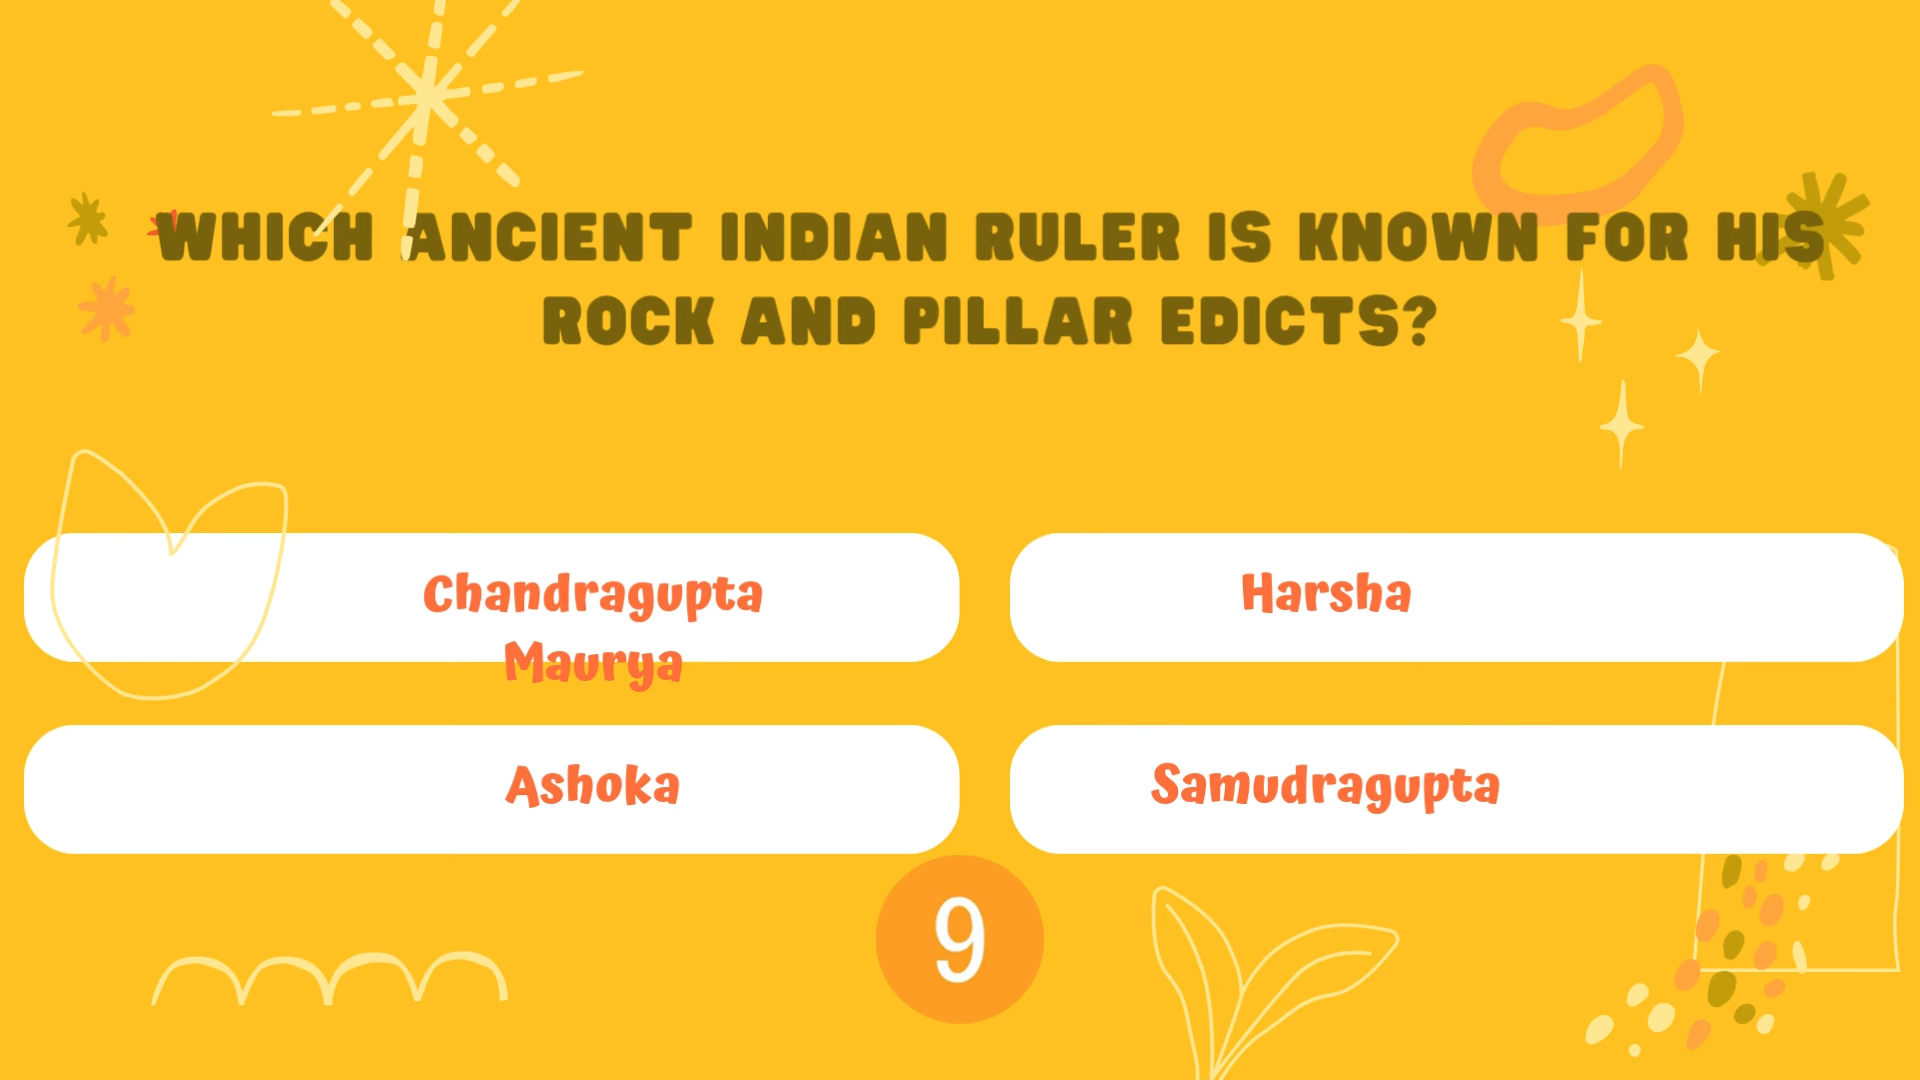 WHICH ANCIENT INDIAN RULER IS KNOWN FOR HIS
ROCK AND PILLAR EDICTS?
Chandragupta
Maurya
Harsha
Ashoka
Samudragupta
9